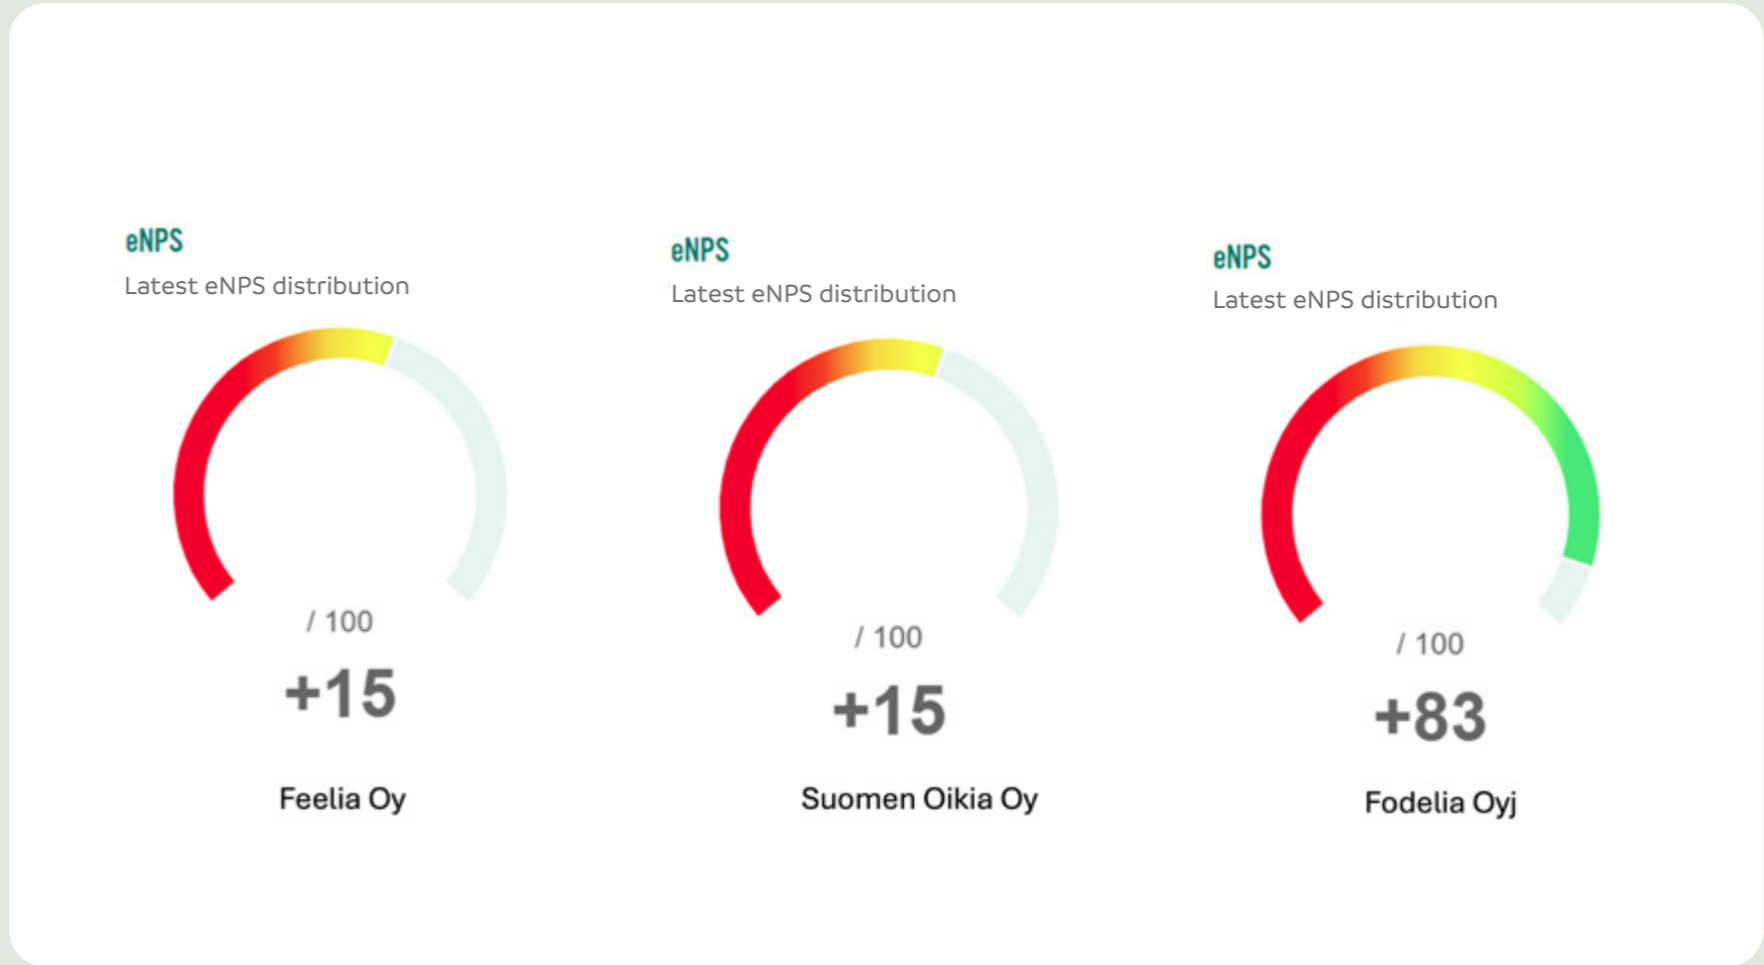 eNPS
Latest eNPS distribution
/ 100
+15
Feelia Oy
eNPS
Latest eNPS distribution
/ 100
+15
Suomen Oikia Oy
eNPS
Latest eNPS distribution
/ 100
+83
Fodelia Oyj